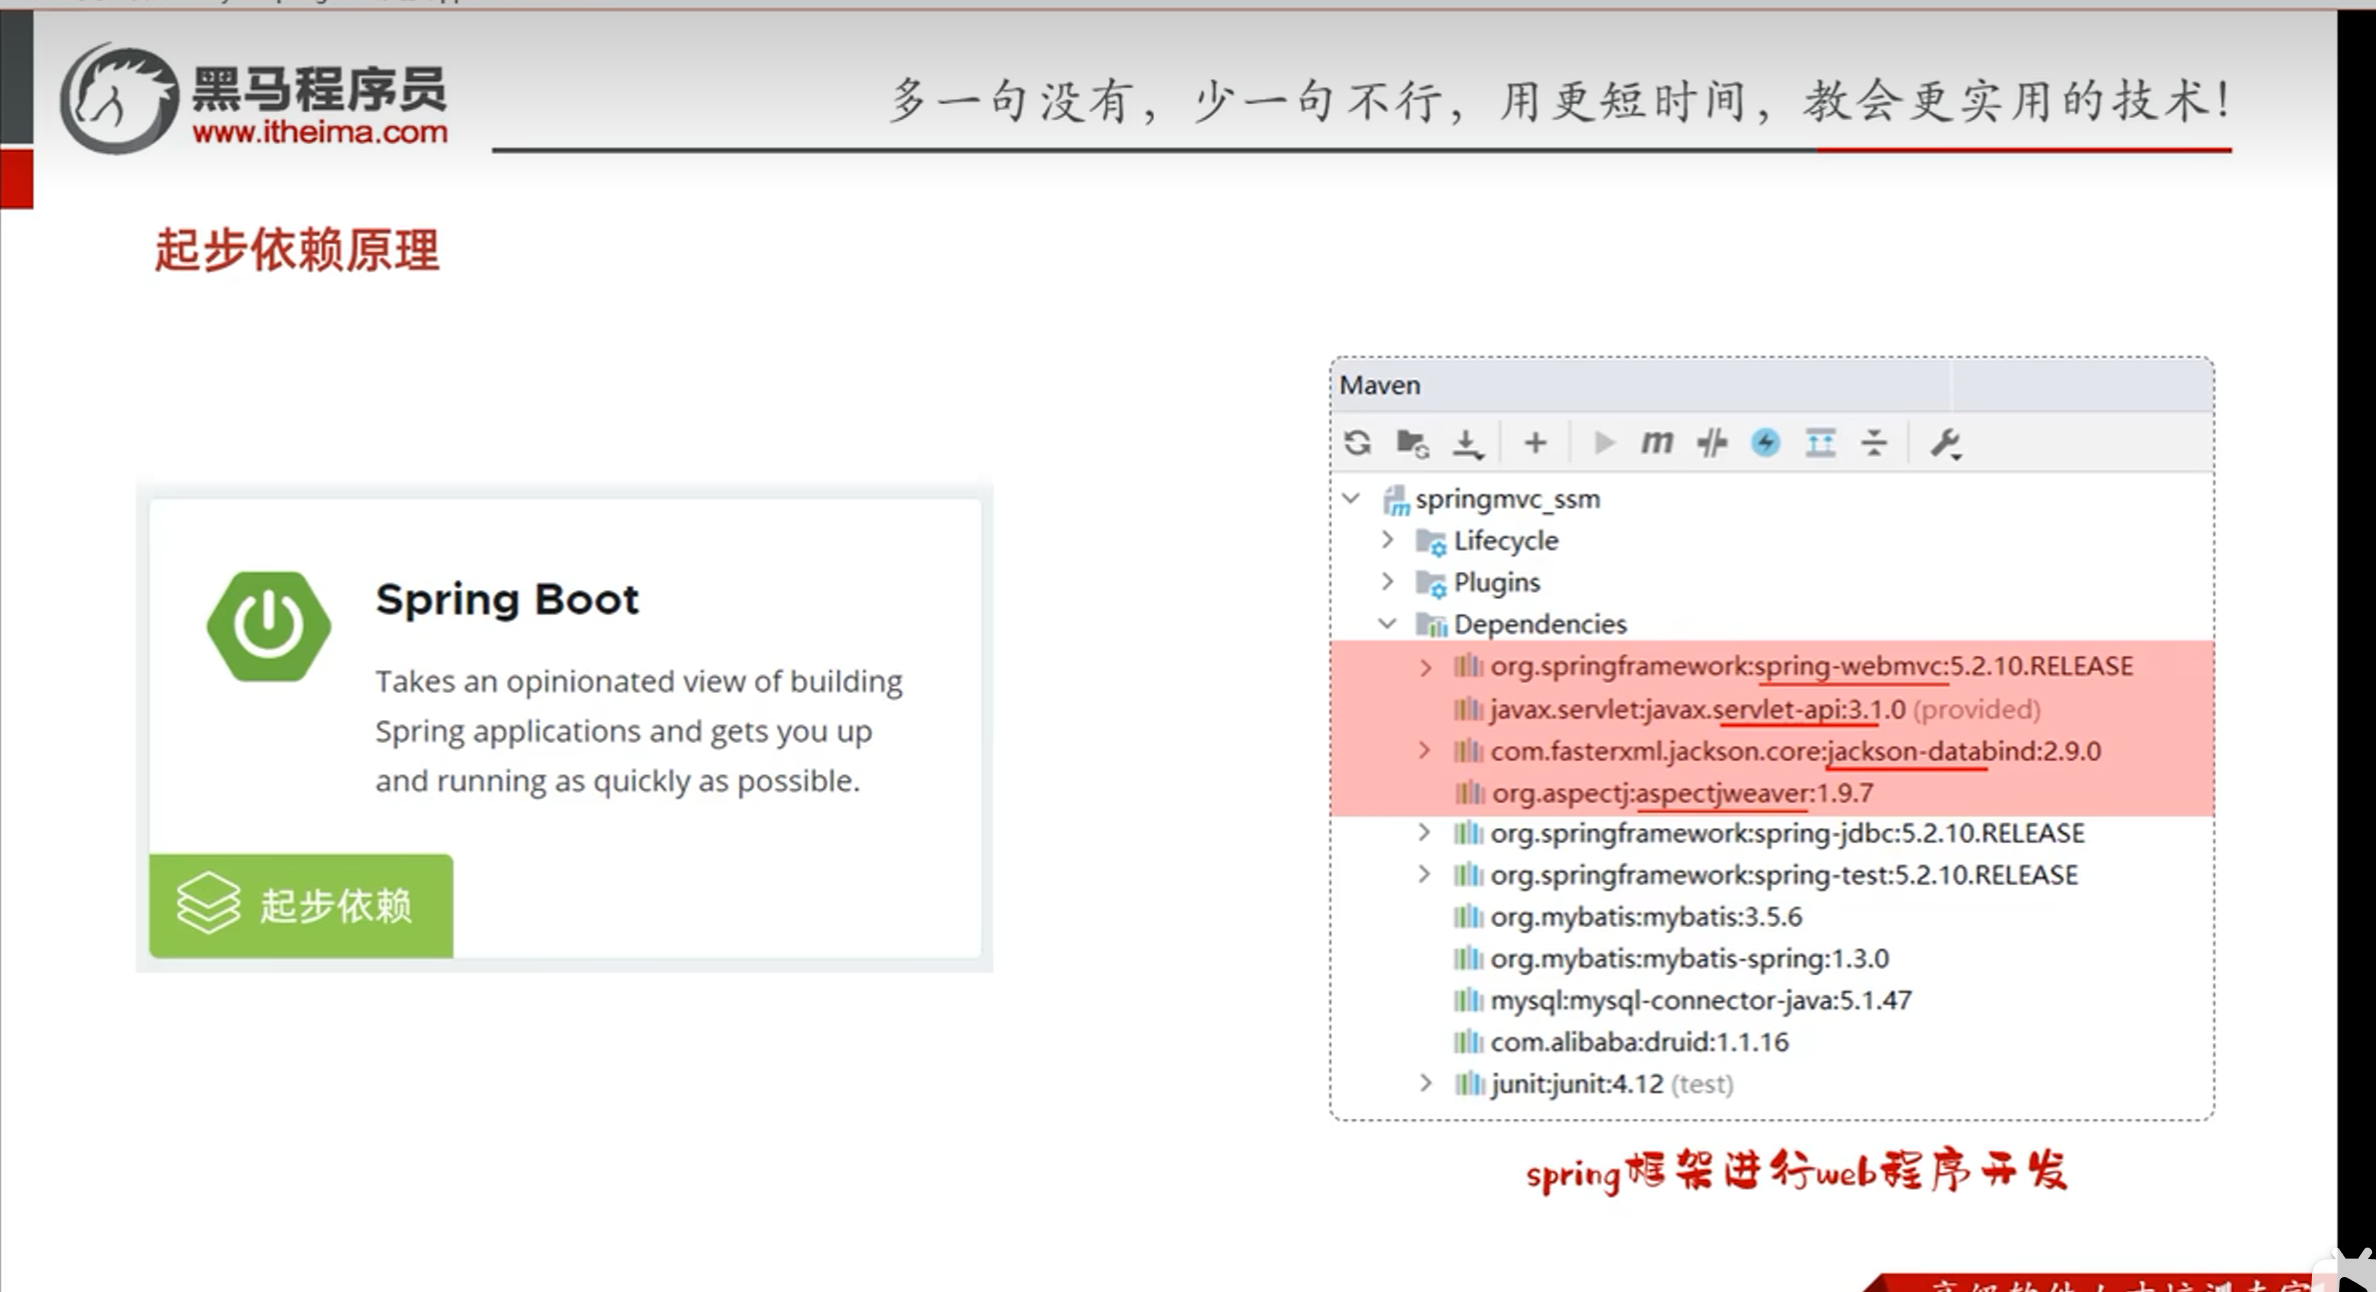 黑马程序员
www.itheima.com
多一句没有，少一句不行，用更短时间，教会更实用的技术！
起步依赖原理
Spring Boot
Takes an opinionated view of building
Spring applications and gets you up
and running as quickly as possible.
起步依赖
Maven
springmvc_ssm
Lifecycle
Plugins
Dependencies
org.springframework:spring-webmvc:5.2.10.RELEASE
javax.servlet:javax.servlet-api:3.1.0 (provided)
com.fasterxml.jackson.core:jackson-databind:2.9.0
org.aspectj:aspectjweaver:1.9.7
org.springframework:spring-jdbc:5.2.10.RELEASE
org.springframework:spring-test:5.2.10.RELEASE
org.mybatis:mybatis:3.5.6
org.mybatis:mybatis-spring:1.3.0
mysql:mysql-connector-java:5.1.47
com.alibaba:druid:1.1.16
junit:junit:4.12 (test)
spring框架进行web程序开发